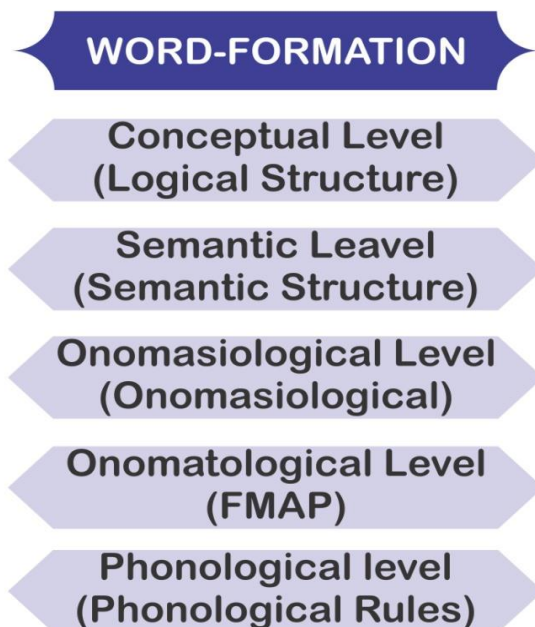 WORD-FORMATION
Conceptual Level
(Logical Structure)
Semantic Leavel
(Semantic Structure)
Onomasiological Level
(Onomasiological)
Onomatological Level
(FMAP)
Phonological level
(Phonological Rules)